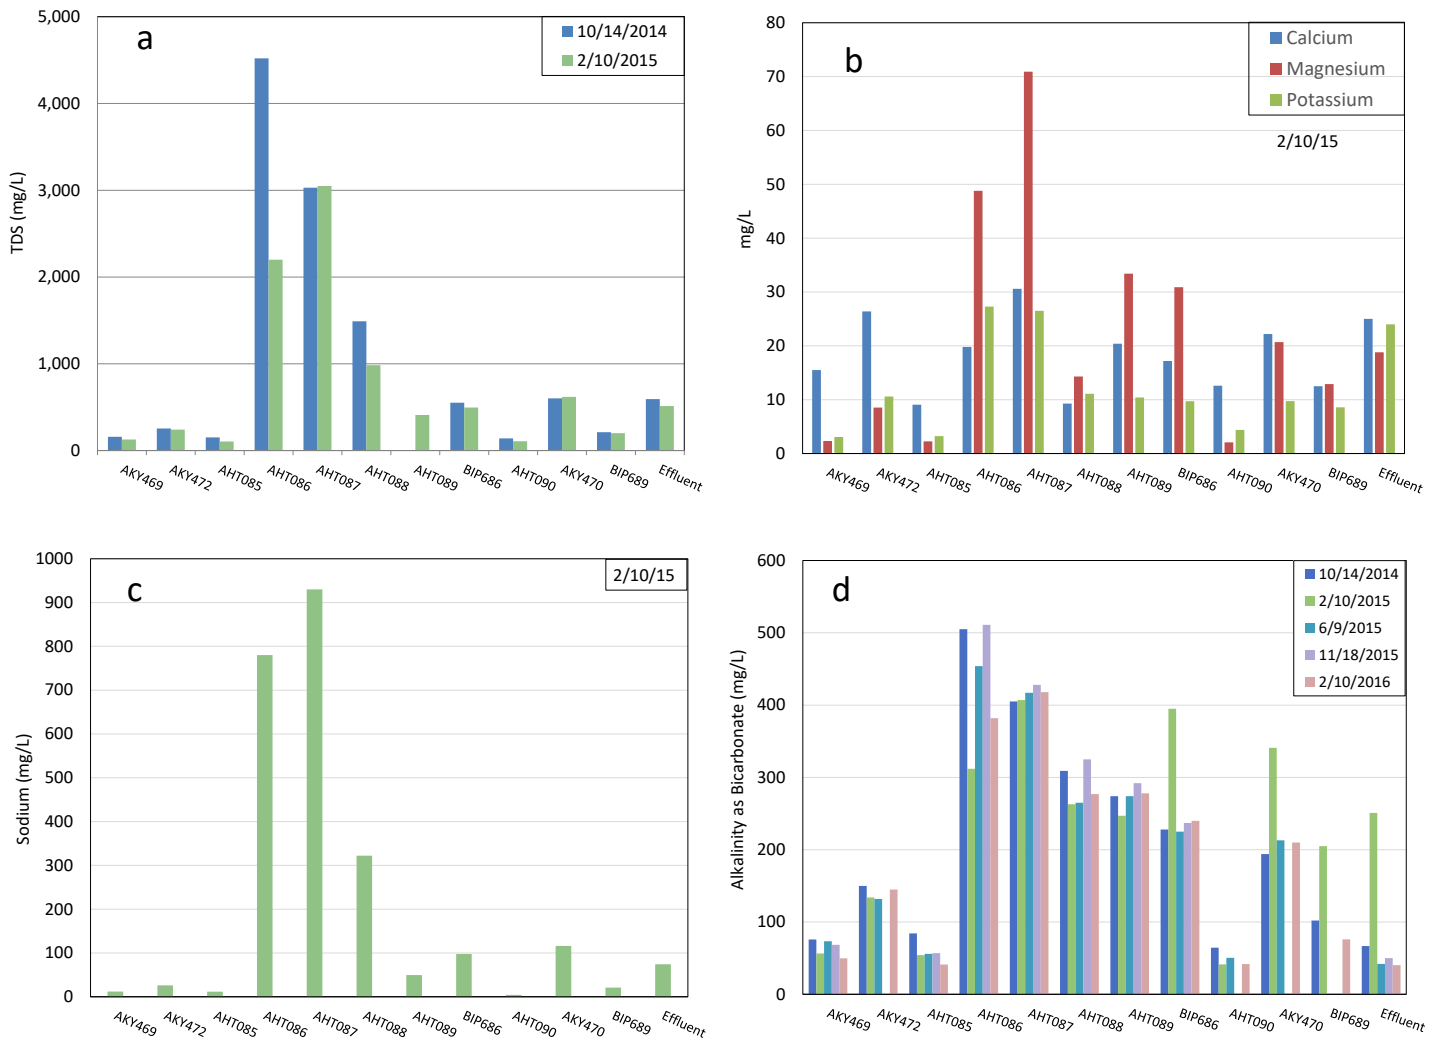 a
10/14/2014
2/10/2015
5,000
4,000
3,000
2,000
1,000
0
TDS (mg/L)
AKY469
AKY472
AHT085
AHT086
AHT087
AHT088
AHT089
BIP686
AHT090
AKY470
BIP689
Effluent
b
Calcium
Magnesium
Potassium
2/10/15
80
70
60
50
40
30
20
10
0
mg/L
AKY469
AKY472
AHT085
AHT086
AHT087
AHT088
AHT089
BIP686
AHT090
AKY470
BIP689
Effluent
c
2/10/15
1000
900
800
700
600
500
400
300
200
100
0
Sodium (mg/L)
AKY469
AKY472
AHT085
AHT086
AHT087
AHT088
AHT089
BIP686
AHT090
AKY470
BIP689
Effluent
d
10/14/2014
2/10/2015
6/9/2015
11/18/2015
2/10/2016
600
500
400
300
200
100
0
Alkalinity as Bicarbonate (mg/L)
AKY469
AKY472
AHT085
AHT086
AHT087
AHT088
AHT089
BIP686
AHT090
AKY470
BIP689
Effluent